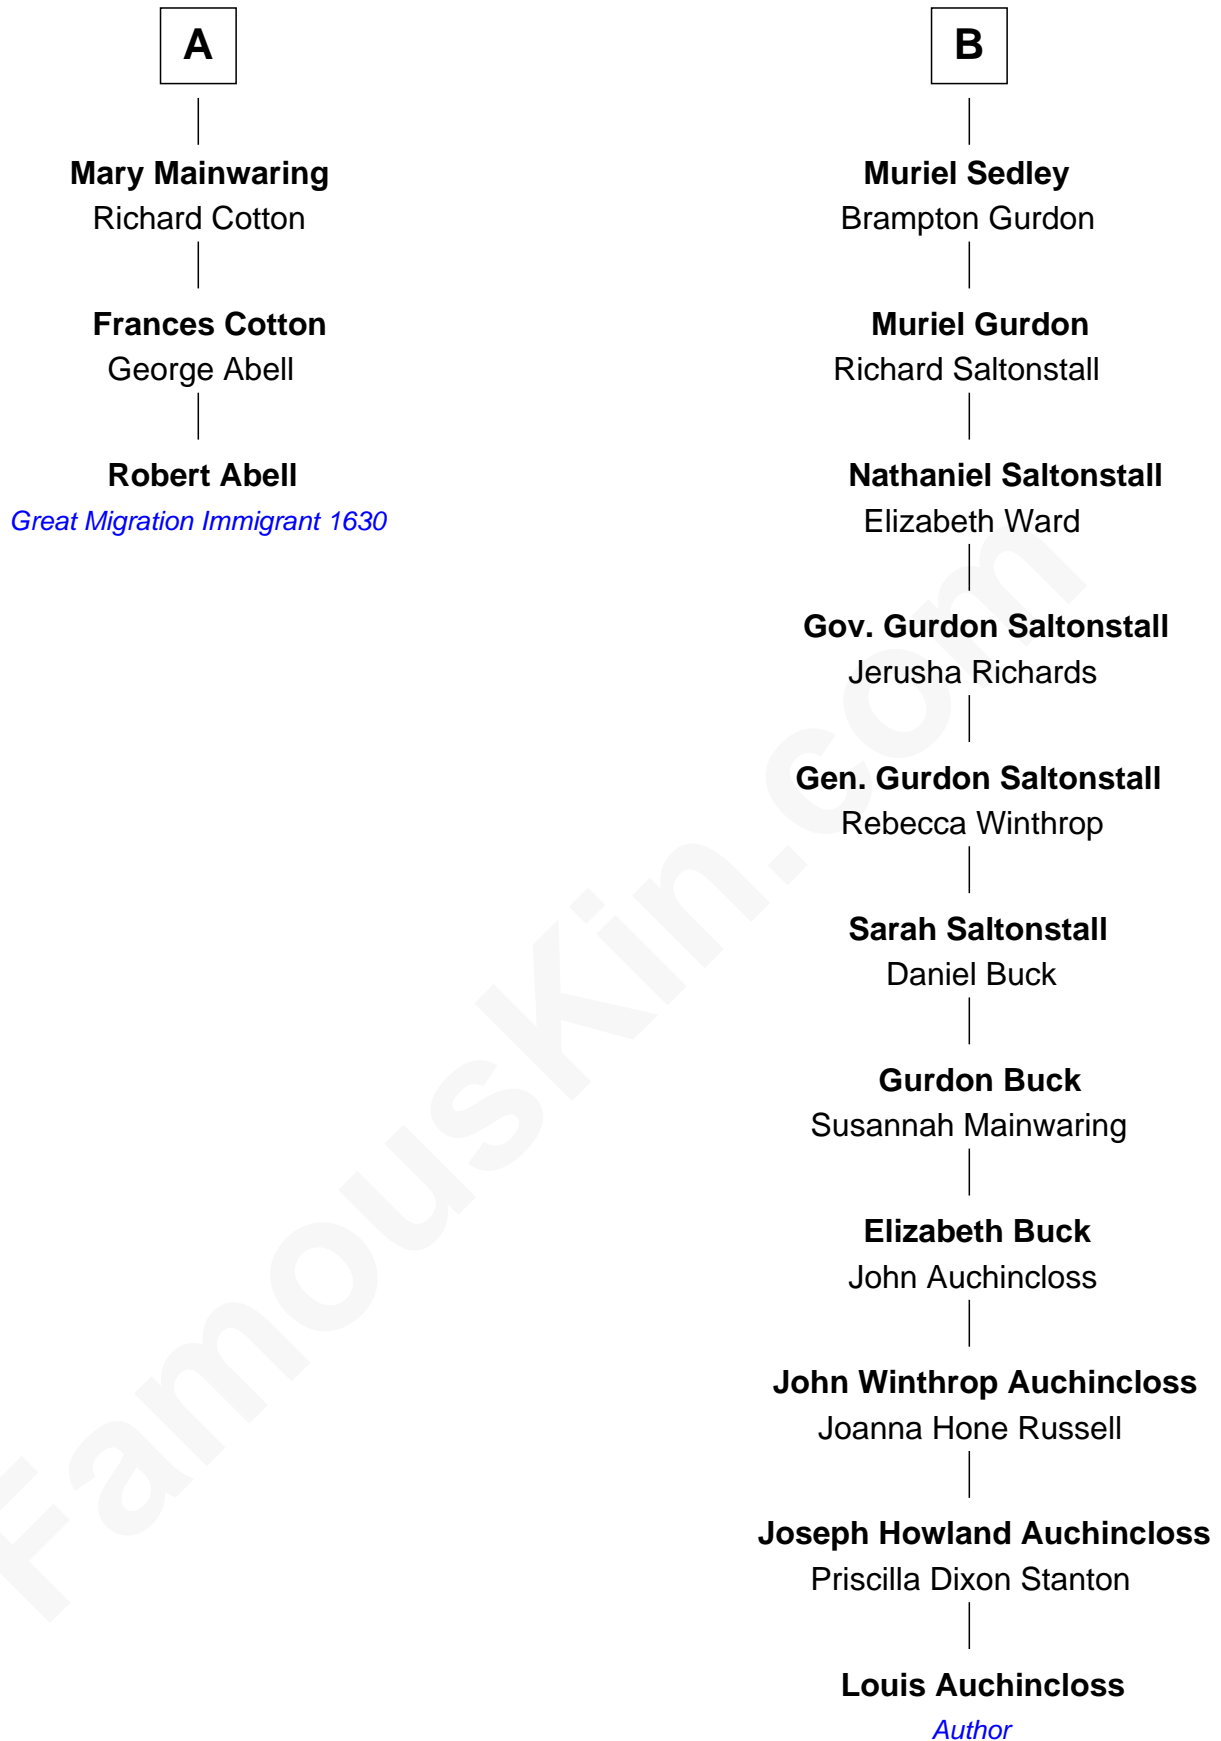 A
Mary Mainwaring
Richard Cotton
Frances Cotton
George Abell
Robert Abell
Great Migration Immigrant 1630
B
Muriel Sedley
Brampton Gurdon
Muriel Gurdon
Richard Saltonstall
Nathaniel Saltonstall
Elizabeth Ward
Gov. Gurdon Saltonstall
Jerusha Richards
Gen. Gurdon Saltonstall
Rebecca Winthrop
Sarah Saltonstall
Daniel Buck
Gurdon Buck
Susannah Mainwaring
Elizabeth Buck
John Auchincloss
John Winthrop Auchincloss
Joanna Hone Russell
Joseph Howland Auchincloss
Priscilla Dixon Stanton
Louis Auchincloss
Author
FamousKin.com